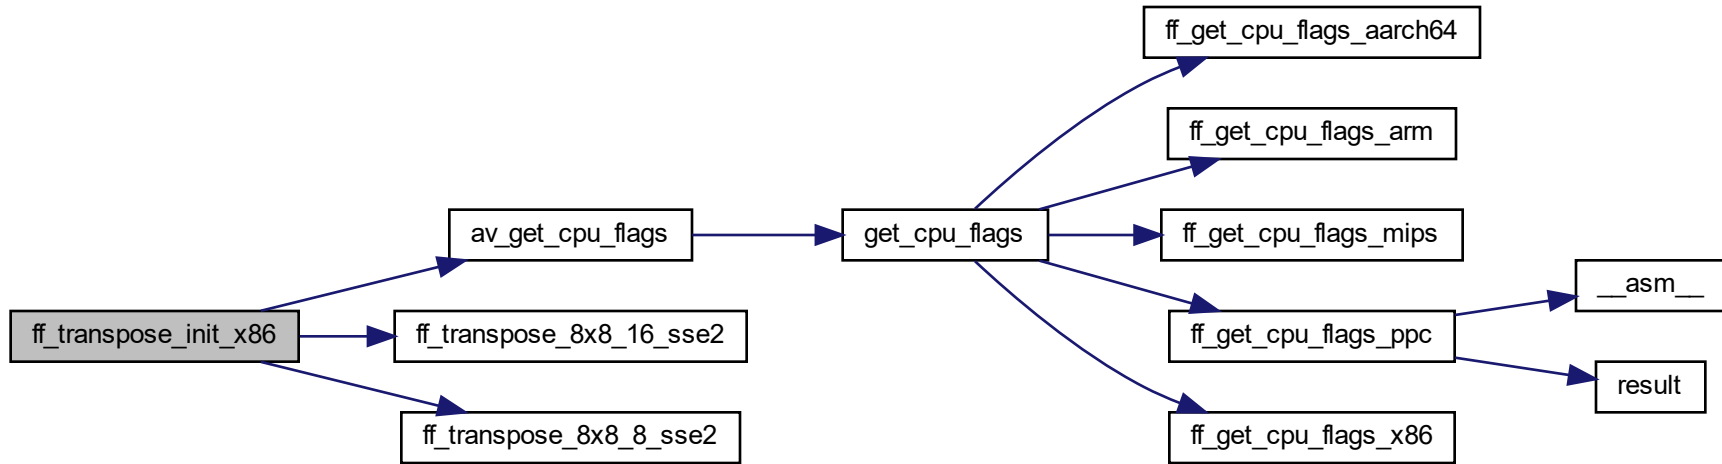 ff_transpose_init_x86
av_get_cpu_flags
ff_transpose_8x8_16_sse2
ff_transpose_8x8_8_sse2
get_cpu_flags
ff_get_cpu_flags_aarch64
ff_get_cpu_flags_arm
ff_get_cpu_flags_mips
ff_get_cpu_flags_ppc
ff_get_cpu_flags_x86
__asm__
result